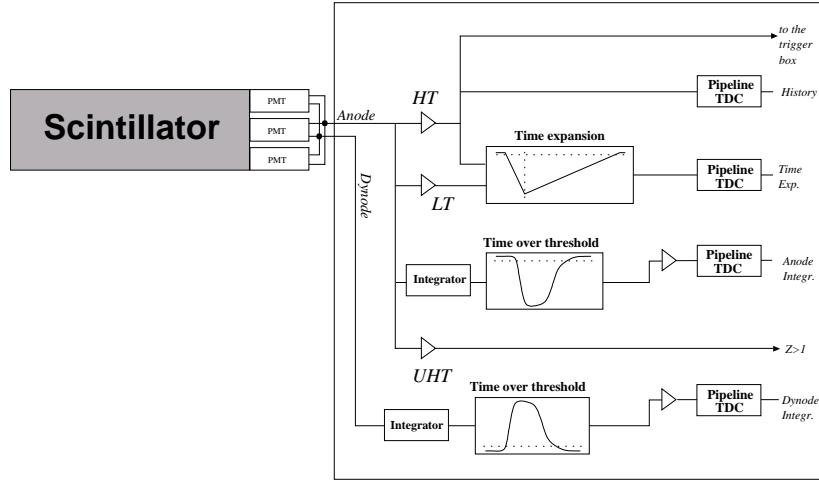 Scintillator
PMT
PMT
PMT
Anode
Dynode
HT
to the
trigger
box
Pipeline
TDC
History
Time expansion
LT
Pipeline
TDC
Time
Exp.
Time over threshold
Integrator
Pipeline
TDC
Anode
Integr.
UHT
Z>1
Time over threshold
Integrator
Pipeline
TDC
Dynode
Integr.